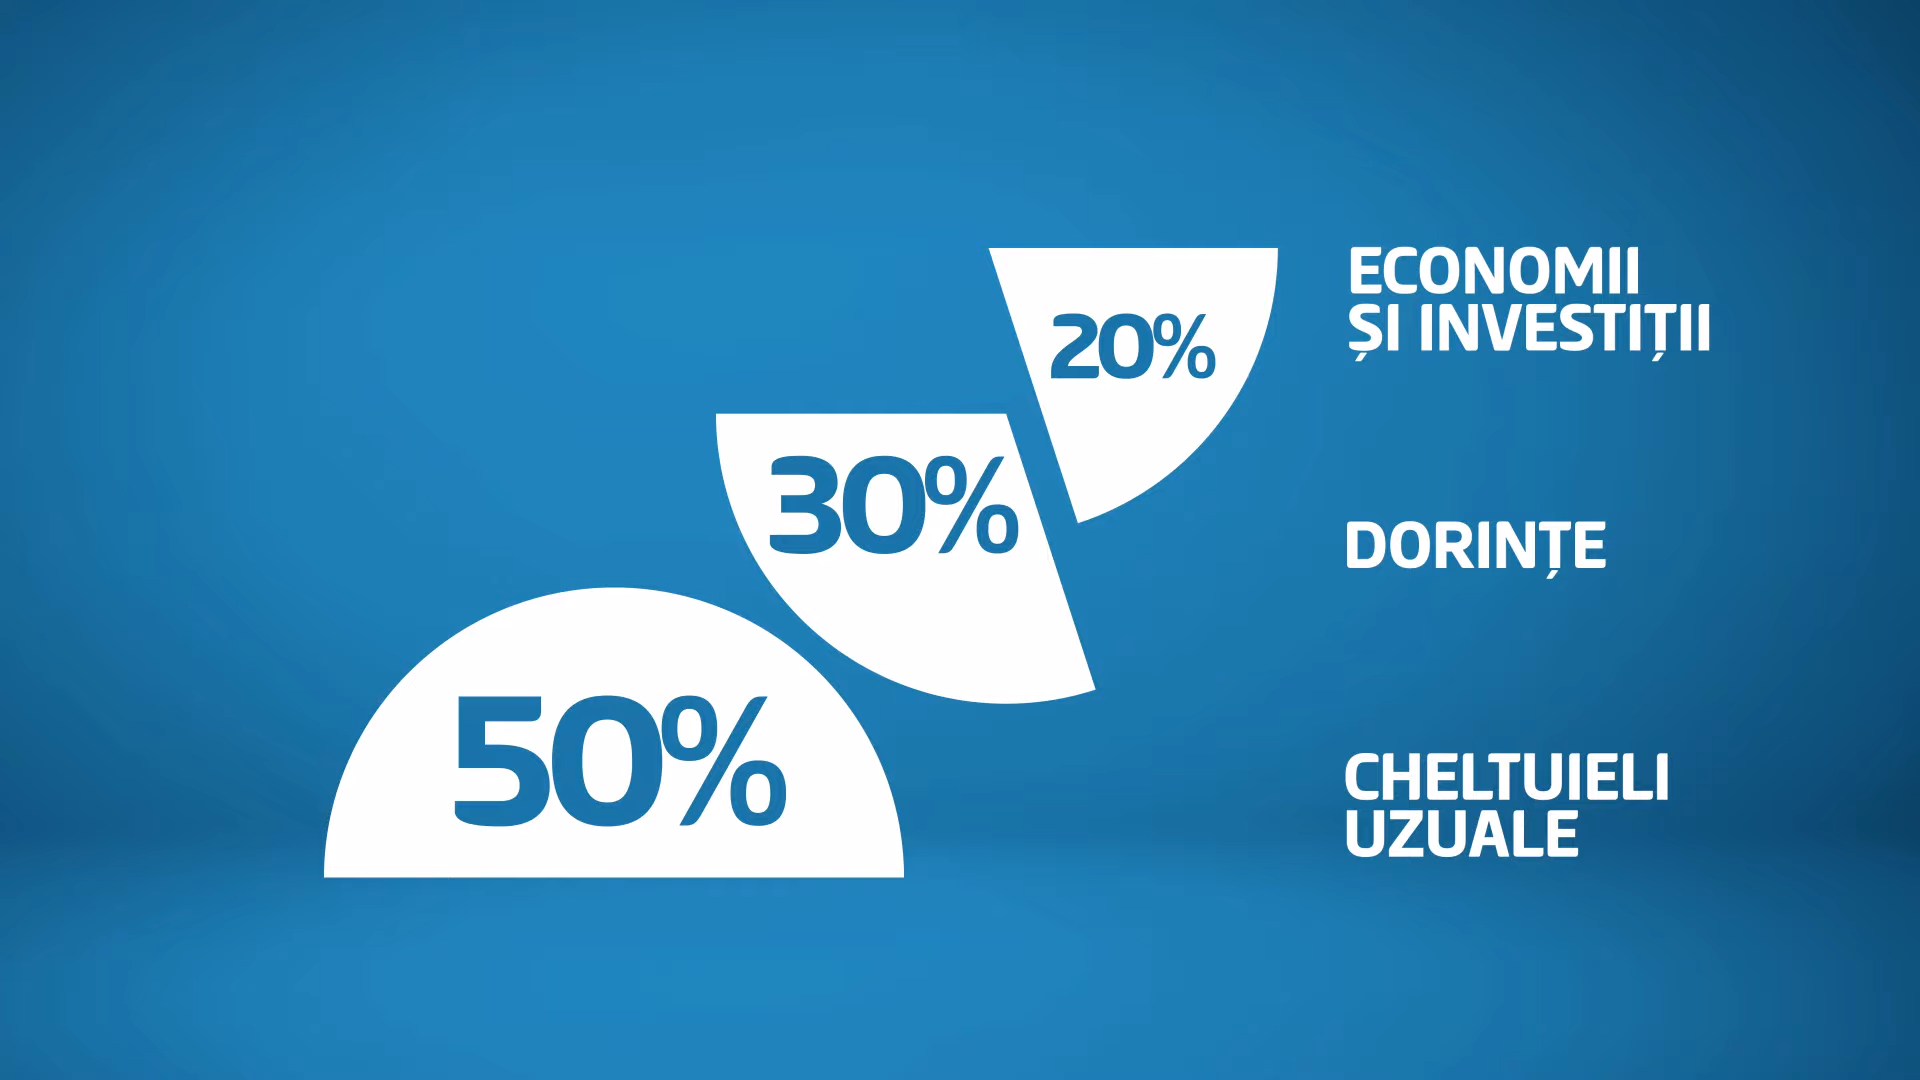 20%
ECONOMII
ȘI INVESTIȚII
30%
DORINȚE
50%
CHELTUIELI
UZUALE